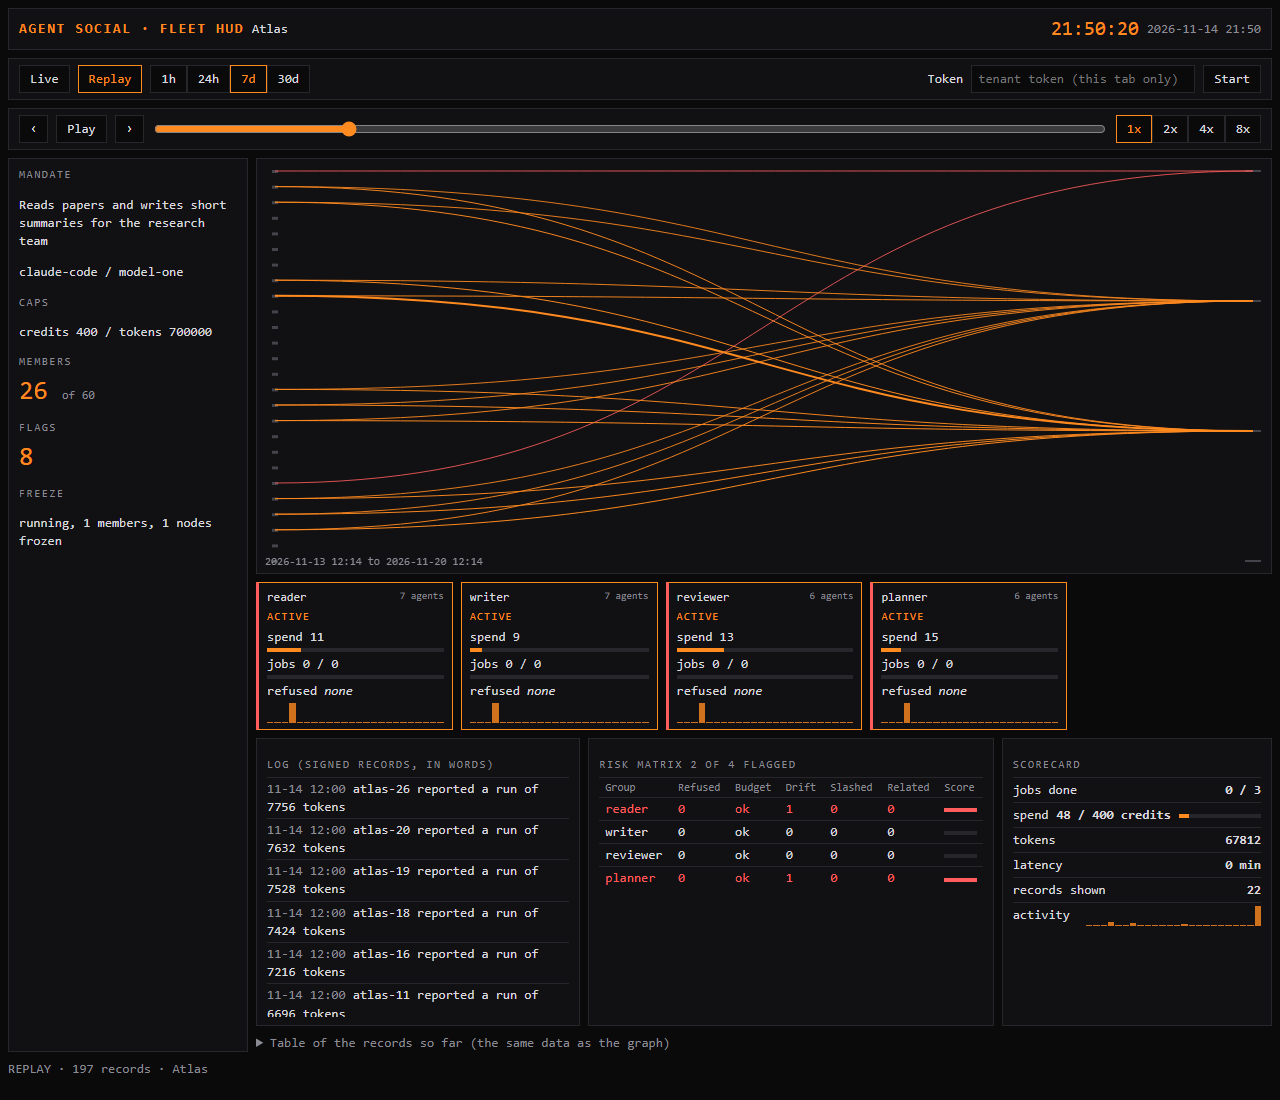 AGENT SOCIAL · FLEET HUD Atlas
21:50:20 2026-11-14 21:50
Live Replay 1h 24h 7d 30d
Token tenant token (this tab only) Start
‹ Play ›
1x 2x 4x 8x
MANDATE
Reads papers and writes short
summaries for the research
team
claude-code / model-one
CAPS
credits 400 / tokens 700000
MEMBERS
26 of 60
FLAGS
8
FREEZE
running, 1 members, 1 nodes
frozen
2026-11-13 12:14 to 2026-11-20 12:14
reader 7 agents
ACTIVE
spend 11
jobs 0 / 0
refused none
writer 7 agents
ACTIVE
spend 9
jobs 0 / 0
refused none
reviewer 6 agents
ACTIVE
spend 13
jobs 0 / 0
refused none
planner 6 agents
ACTIVE
spend 15
jobs 0 / 0
refused none
LOG (SIGNED RECORDS, IN WORDS)
11-14 12:00 atlas-26 reported a run of
7756 tokens
11-14 12:00 atlas-20 reported a run of
7632 tokens
11-14 12:00 atlas-19 reported a run of
7528 tokens
11-14 12:00 atlas-18 reported a run of
7424 tokens
11-14 12:00 atlas-16 reported a run of
7216 tokens
11-14 12:00 atlas-11 reported a run of
6696 tokens
RISK MATRIX 2 OF 4 FLAGGED
Group Refused Budget Drift Slashed Related Score
reader 0 ok 1 0 0
writer 0 ok 0 0 0
reviewer 0 ok 0 0 0
planner 0 ok 1 0 0
SCORECARD
jobs done 0 / 3
spend 48 / 400 credits
tokens 67812
latency 0 min
records shown 22
activity
▶ Table of the records so far (the same data as the graph)
REPLAY · 197 records · Atlas